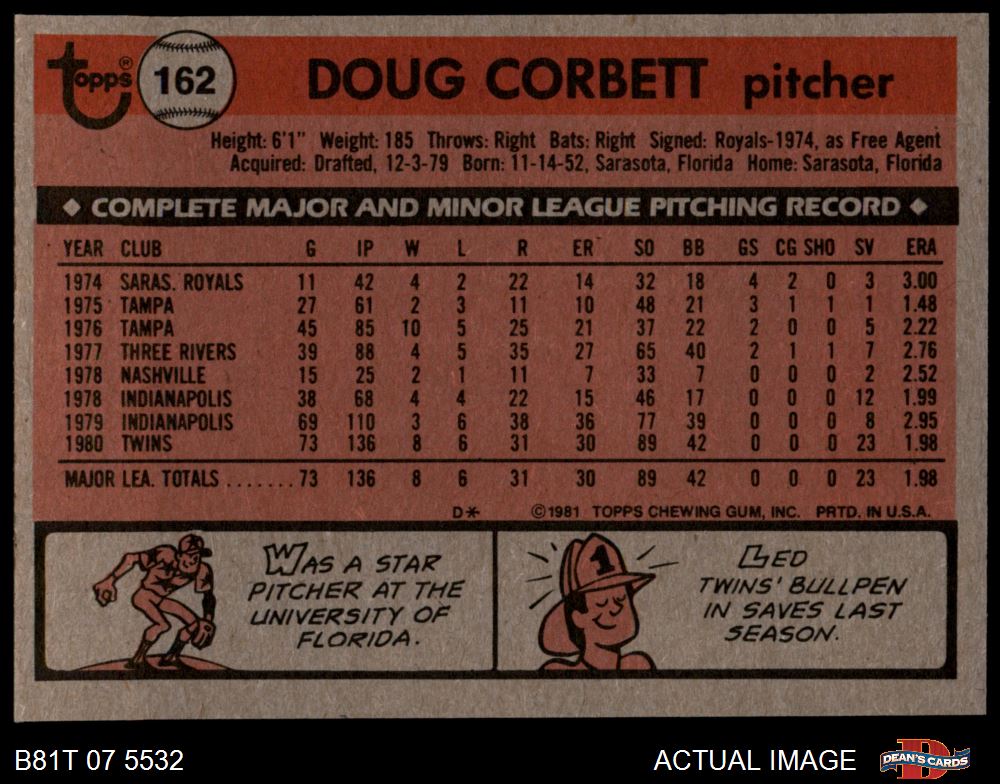 topps® 162 DOUG CORBETT pitcher
Height: 6'1" Weight: 185 Throws: Right Bats: Right Signed: Royals-1974, as Free Agent
Acquired: Drafted, 12-3-79 Born: 11-14-52, Sarasota, Florida Home: Sarasota, Florida
◆ COMPLETE MAJOR AND MINOR LEAGUE PITCHING RECORD ◆
YEAR CLUB G IP W L R ER SO BB GS CG SHO SV ERA
1974 SARAS. ROYALS 11 42 4 2 22 14 32 18 4 2 0 3 3.00
1975 TAMPA 27 61 2 3 11 10 48 21 3 1 1 1 1.48
1976 TAMPA 45 85 10 5 25 21 37 22 2 0 0 5 2.22
1977 THREE RIVERS 39 88 4 5 35 27 65 40 2 1 1 7 2.76
1978 NASHVILLE 15 25 2 1 11 7 33 7 0 0 0 2 2.52
1978 INDIANAPOLIS 38 68 4 4 22 15 46 17 0 0 0 12 1.99
1979 INDIANAPOLIS 69 110 3 6 38 36 77 39 0 0 0 8 2.95
1980 TWINS 73 136 8 6 31 30 89 42 0 0 0 23 1.98
MAJOR LEA. TOTALS ....... 73 136 8 6 31 30 89 42 0 0 0 23 1.98
D* ©1981 TOPPS CHEWING GUM, INC. PRTD. IN U.S.A.
WAS A STAR
PITCHER AT THE
UNIVERSITY OF
FLORIDA.
1
LED
TWINS' BULLPEN
IN SAVES LAST
SEASON.
B81T 07 5532 ACTUAL IMAGE D DEAN'S CARDS